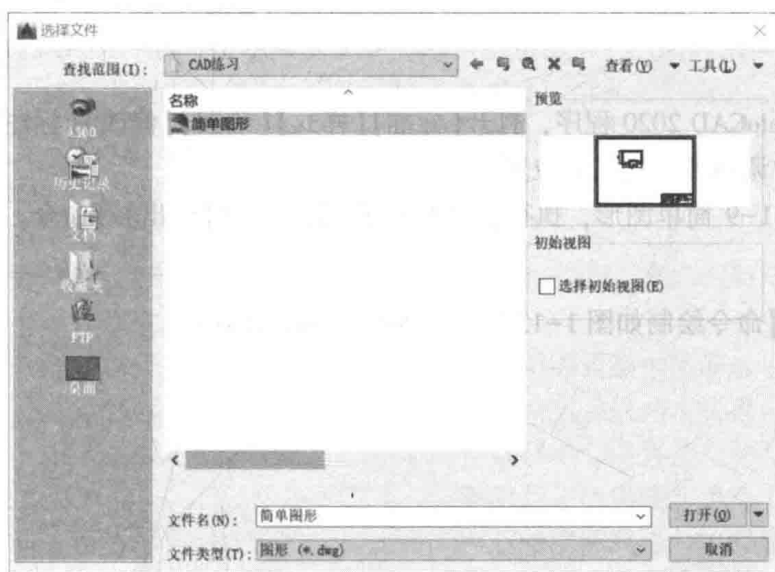 选择文件
查找范围(I): CAD练习 查看(V) 工具(L)
名称
简单图形
预览
A360
历史记录
文档
收藏夹
FTP
桌面
初始视图
选择初始视图(E)
文件名(N): 简单图形 打开(O)
文件类型(T): 图形 (*.dwg) 取消